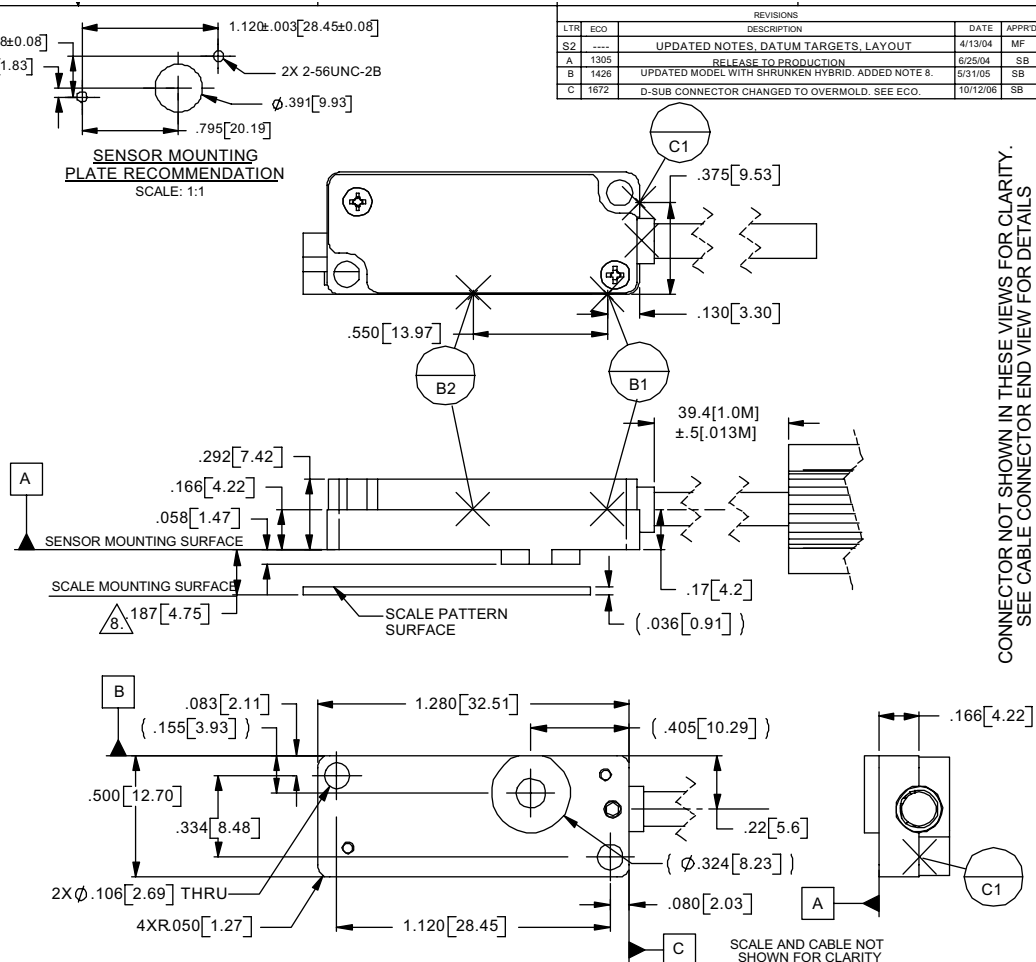 1.120±.003[28.45±0.08]
8±0.08]
1.83]
2X 2-56UNC-2B
Ø.391[9.93]
.795[20.19]
SENSOR MOUNTING
PLATE RECOMMENDATION
SCALE: 1:1
REVISIONS
LTR ECO DESCRIPTION DATE APPR'D
S2 ---- UPDATED NOTES, DATUM TARGETS, LAYOUT 4/13/04 MF
A 1305 RELEASE TO PRODUCTION 6/25/04 SB
B 1426 UPDATED MODEL WITH SHRUNKEN HYBRID. ADDED NOTE 8. 5/31/05 SB
C 1672 D-SUB CONNECTOR CHANGED TO OVERMOLD. SEE ECO. 10/12/06 SB
C1
.375[9.53]
.130[3.30]
.550[13.97]
B2
B1
CONNECTOR NOT SHOWN IN THESE VIEWS FOR CLARITY.
SEE CABLE CONNECTOR END VIEW FOR DETAILS
39.4[1.0M]
±.5[.013M]
.292[7.42]
.166[4.22]
.058[1.47]
A
SENSOR MOUNTING SURFACE
SCALE MOUNTING SURFACE
8. .187[4.75]
SCALE PATTERN
SURFACE
.17[4.2]
( .036[0.91] )
B
.083[2.11]
( .155[3.93] )
1.280[32.51]
( .405[10.29] )
.166[4.22]
.500[12.70]
.334[8.48]
.22[5.6]
( Ø.324[8.23] )
2XØ.106[2.69] THRU
.080[2.03]
4XR.050[1.27]
1.120[28.45]
C
A
C1
SCALE AND CABLE NOT
SHOWN FOR CLARITY